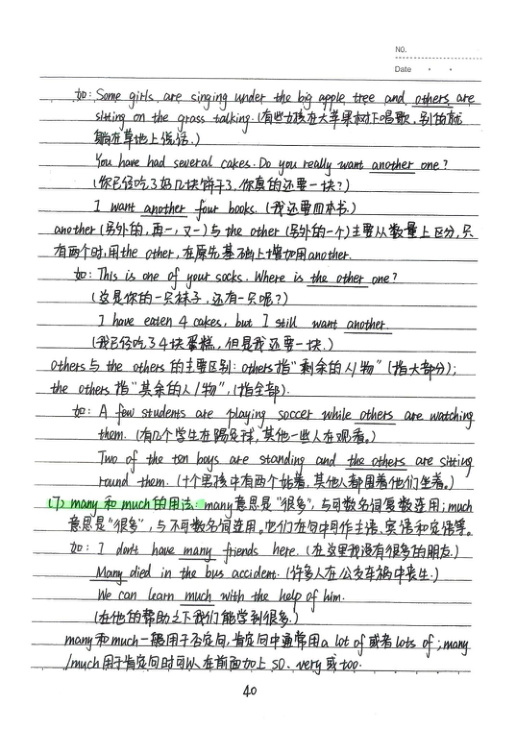 No.
Date
如: Some girls are singing under the big apple tree and others are
sitting on the grass talking. (有些女孩在大苹果树下唱歌, 别的就
躺在草地上说话.)
You have had several cakes. Do you really want another one?
(你已经吃了好几块饼干了, 你真的还要一块?)
I want another four books. (我还要四本书.)
another (另外的, 再一, 又一) 与 the other (另外的一个) 主要从数量上区分, 只
有两个时, 用 the other, 在原先基础上增加用 another.
如: This is one of your socks. Where is the other one?
(这是你的一只袜子, 还有一只呢?)
I have eaten 4 cakes, but I still want another.
(我已经吃了4块蛋糕, 但是我还要一块.)
others 与 the others 的主要区别: others 指“剩余的人/物” (指大部分);
the others 指“其余的人/物”, (指全部).
如: A few students are playing soccer while others are watching
them. (有几个学生在踢足球, 其他一些人在观看.)
Two of the ten boys are standing and the others are sitting
round them. (十个男孩中有两个站着, 其他人都围着他们坐着.)
(7) many 和 much 的用法: many 意思是“很多”, 与可数名词复数连用; much
意思是“很多”, 与不可数名词连用。它们在句中可作主语、宾语和定语等。
如: I don't have many friends here. (在这里我没有很多的朋友.)
Many died in the bus accident. (许多人在公交车祸中丧生.)
We can learn much with the help of him.
(在他的帮助之下我们能学到很多.)
many 和 much 一般用于否定句, 肯定句中通常用 a lot of 或者 lots of; many
/much 用于肯定句时可以在前面加上 so、very 或 too.
40